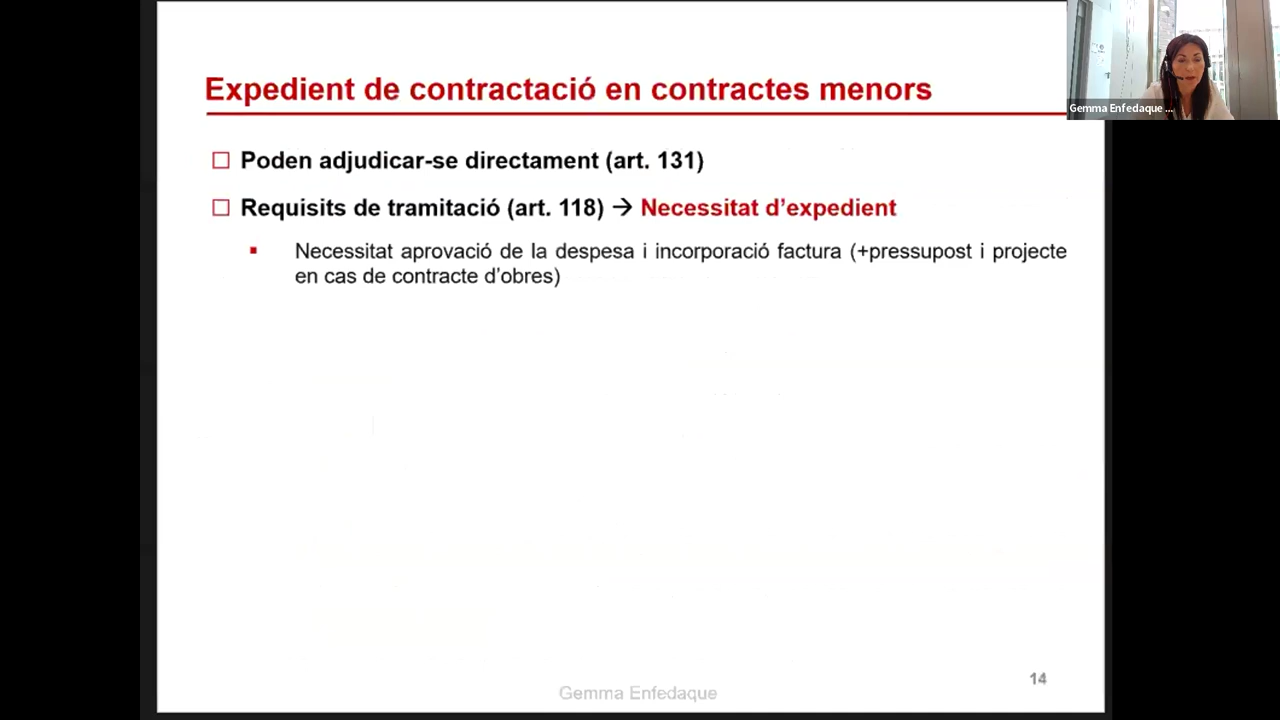 Expedient de contractació en contractes menors
Gemma Enfedaque ...
□ Poden adjudicar-se directament (art. 131)
□ Requisits de tramitació (art. 118) → Necessitat d’expedient
▪ Necessitat aprovació de la despesa i incorporació factura (+pressupost i projecte
en cas de contracte d’obres)
14
Gemma Enfedaque